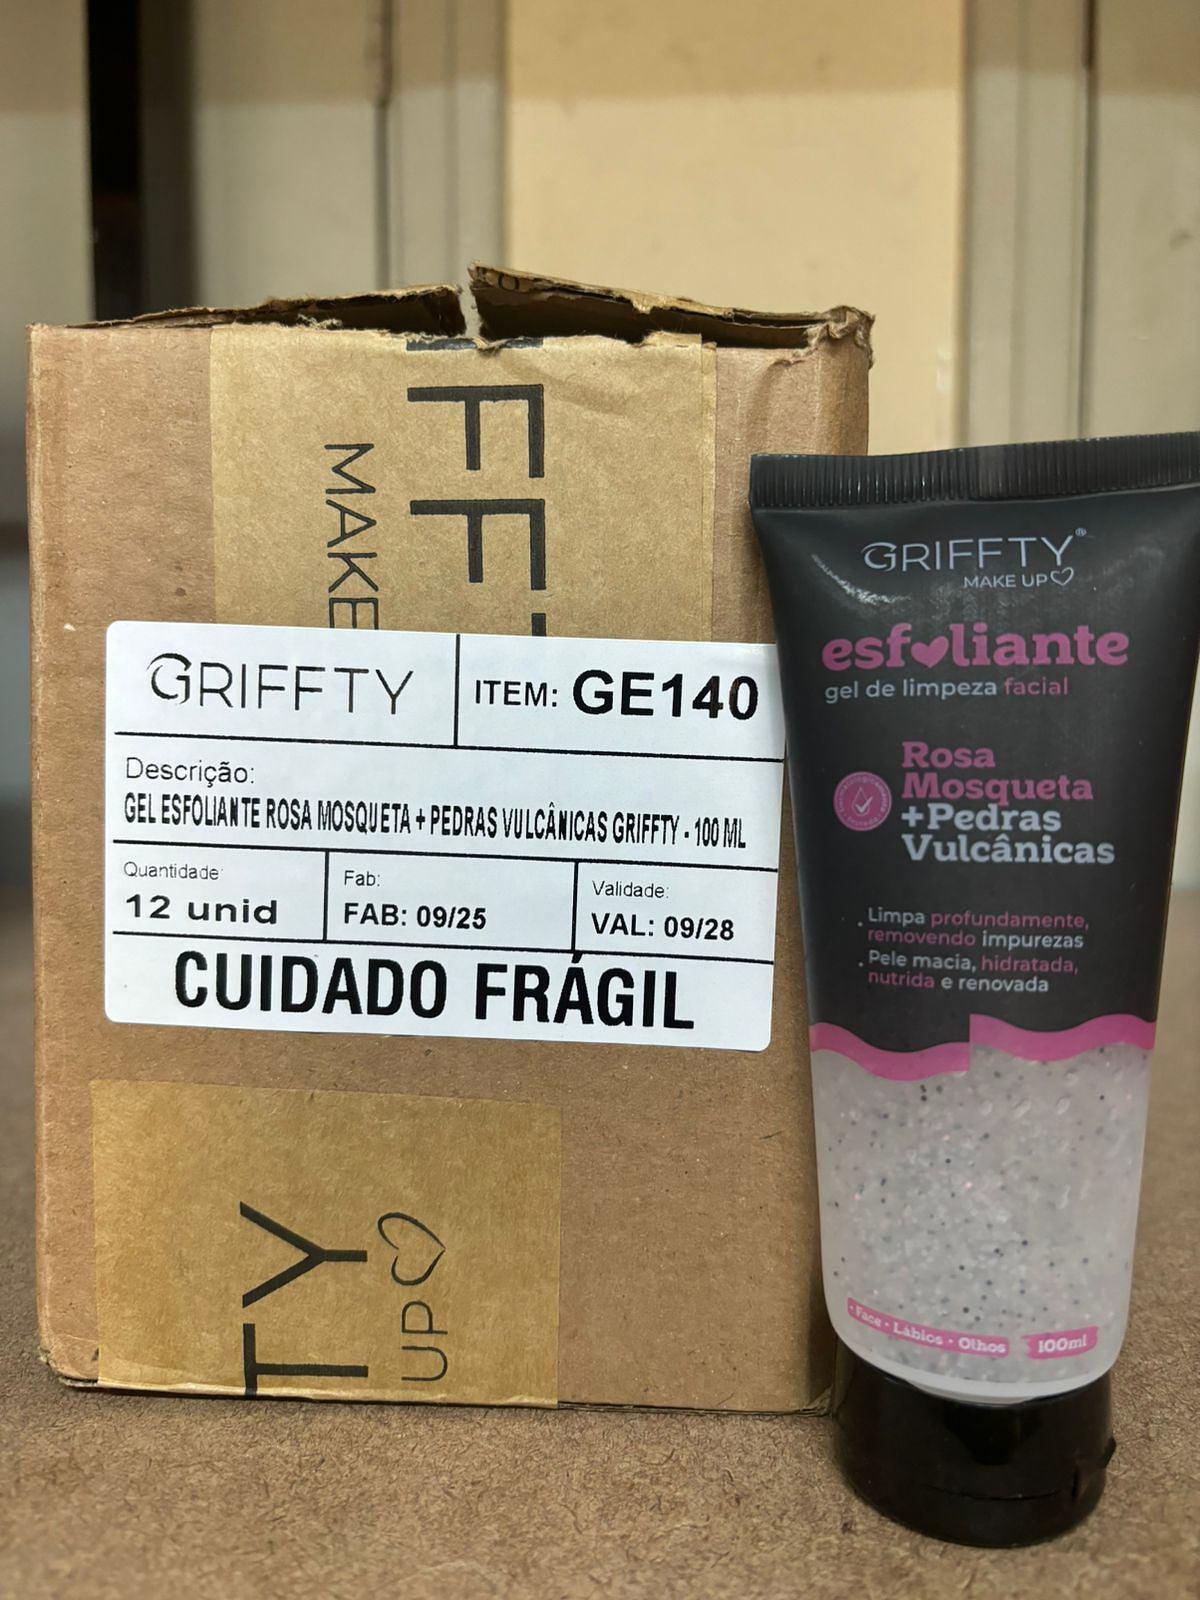 FFT
MAKE
GRIFFTY
ITEM: GE140
Descrição:
GEL ESFOLIANTE ROSA MOSQUETA + PEDRAS VULCÂNICAS GRIFFTY - 100 ML
Quantidade:
12 unid
Fab:
FAB: 09/25
Validade:
VAL: 09/28
CUIDADO FRÁGIL
TY
UP
GRIFFTY®
MAKE UP
esfoliante
gel de limpeza facial
Rosa
Mosqueta
+Pedras
Vulcânicas
. Limpa profundamente,
removendo impurezas
. Pele macia, hidratada,
nutrida e renovada
• Face • Lábios • Olhos
100ml